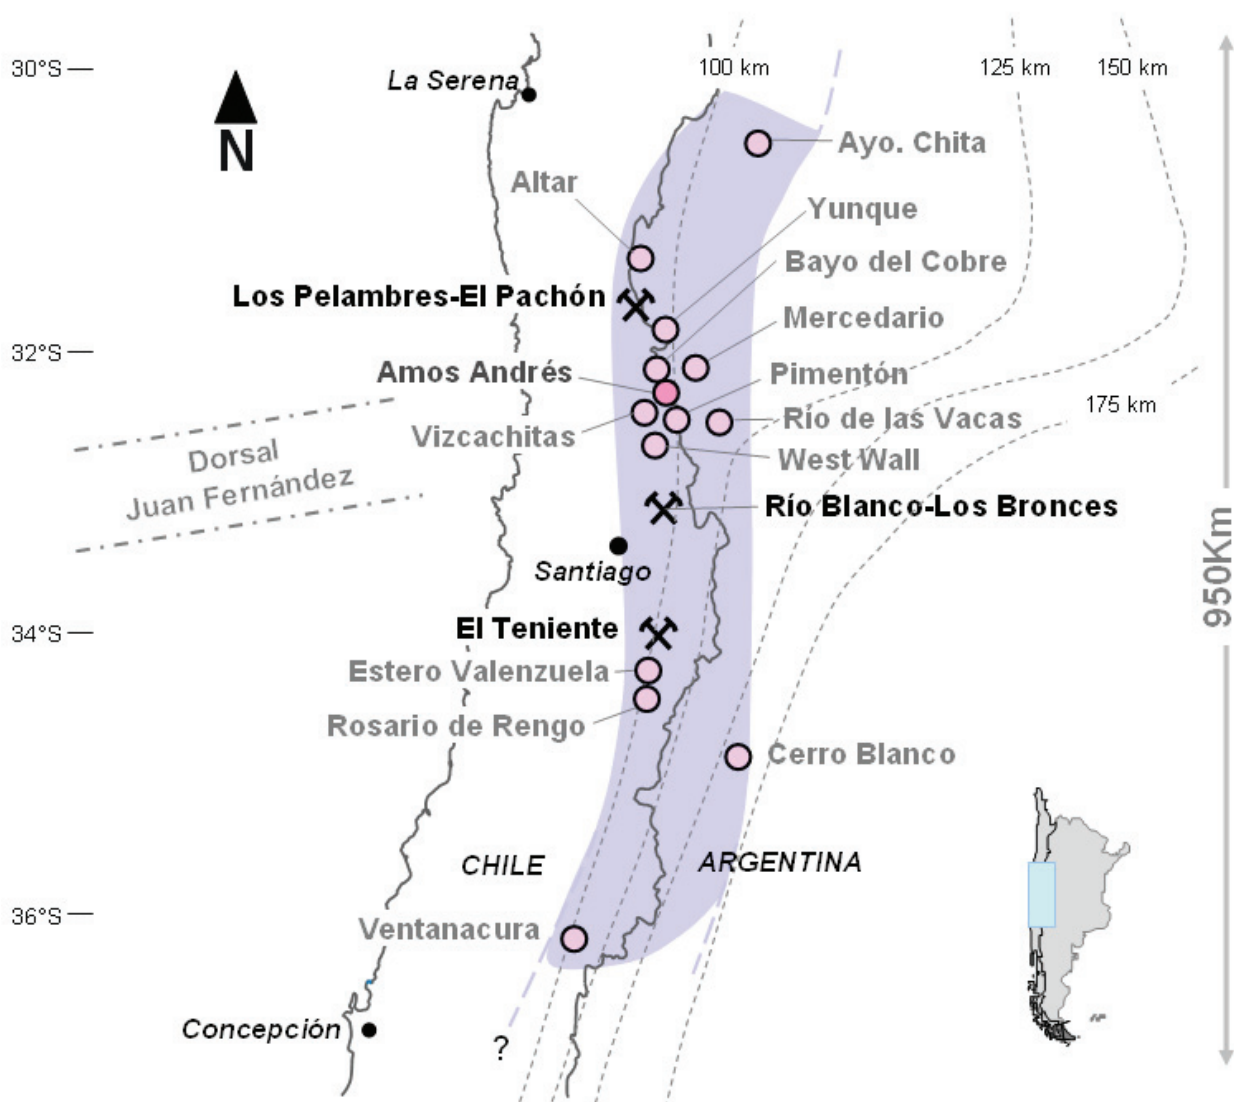 30°S
100 km
125 km
150 km
La Serena
N
Ayo. Chita
Altar
Yunque
Bayo del Cobre
Los Pelambres-El Pachón
Mercedario
32°S
Amos Andrés
Pimentón
175 km
Río de las Vacas
Vizcachitas
West Wall
Dorsal
Juan Fernández
Río Blanco-Los Bronces
Santiago
950Km
34°S
El Teniente
Estero Valenzuela
Rosario de Rengo
Cerro Blanco
CHILE
ARGENTINA
36°S
Ventanacura
Concepción
?